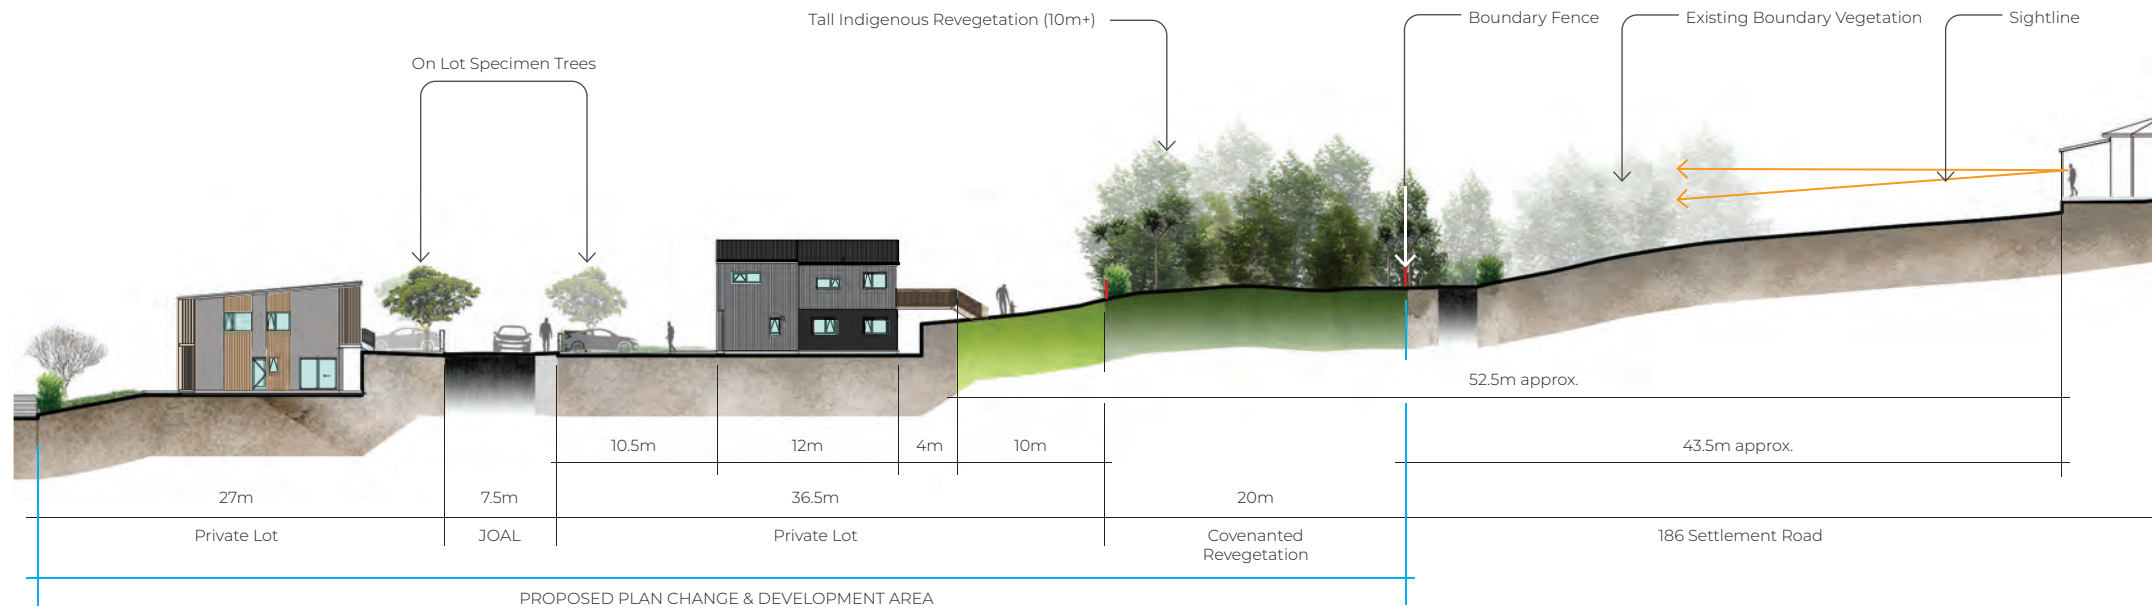 Tall Indigenous Revegetation (10m+)
Boundary Fence
Existing Boundary Vegetation
Sightline
On Lot Specimen Trees
52.5m approx.
10.5m
12m
4m
10m
43.5m approx.
27m
7.5m
36.5m
20m
Private Lot
JOAL
Private Lot
Covenanted
Revegetation
186 Settlement Road
PROPOSED PLAN CHANGE & DEVELOPMENT AREA